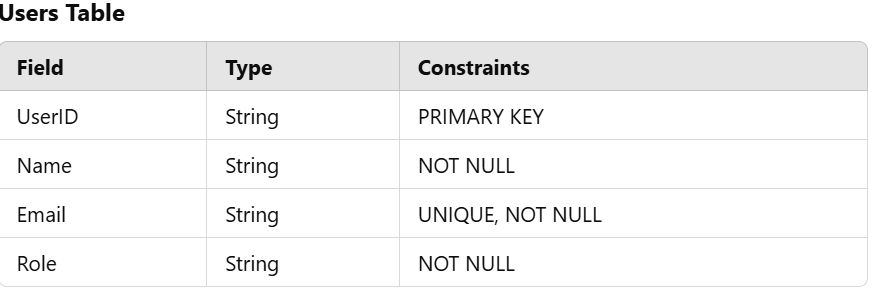 Users Table
Field Type Constraints
UserID String PRIMARY KEY
Name String NOT NULL
Email String UNIQUE, NOT NULL
Role String NOT NULL